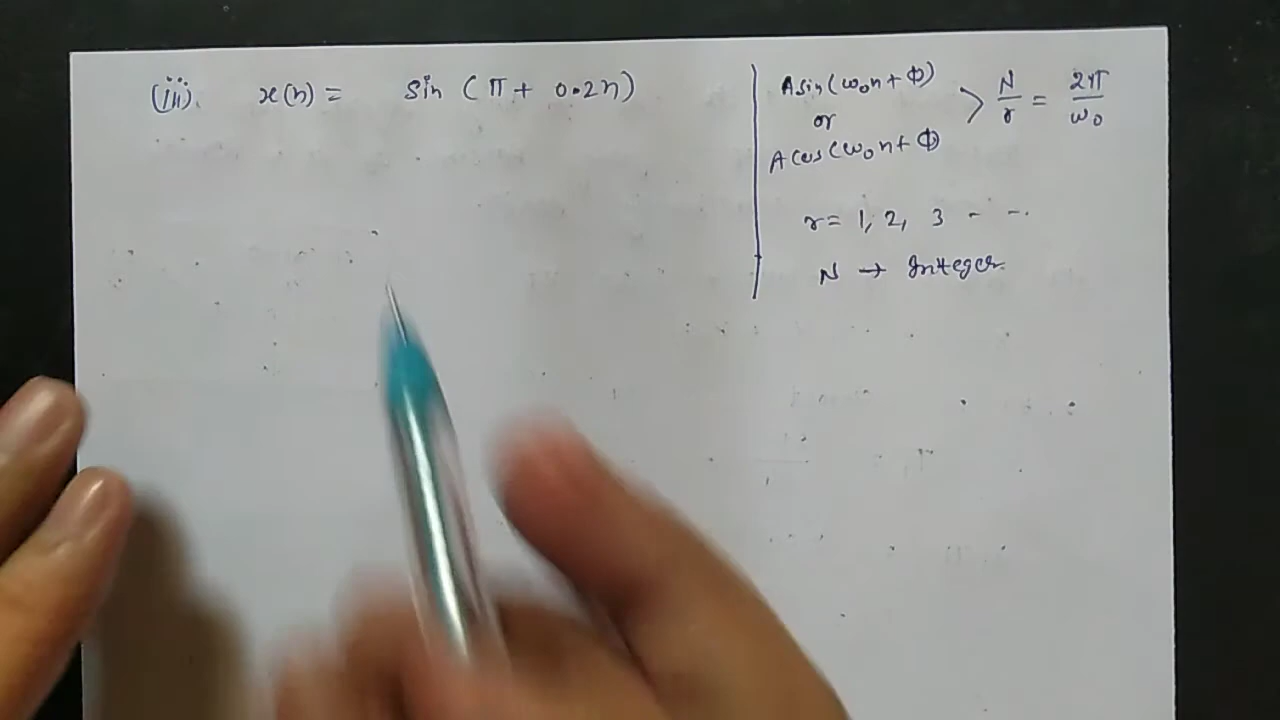 (iii). x(n) = sin (π + 0.2n)
A sin(ω₀n + Φ)
or
A cos(ω₀n + Φ
> N/r = 2π/ω₀
r = 1, 2, 3 - -.
N → Integer